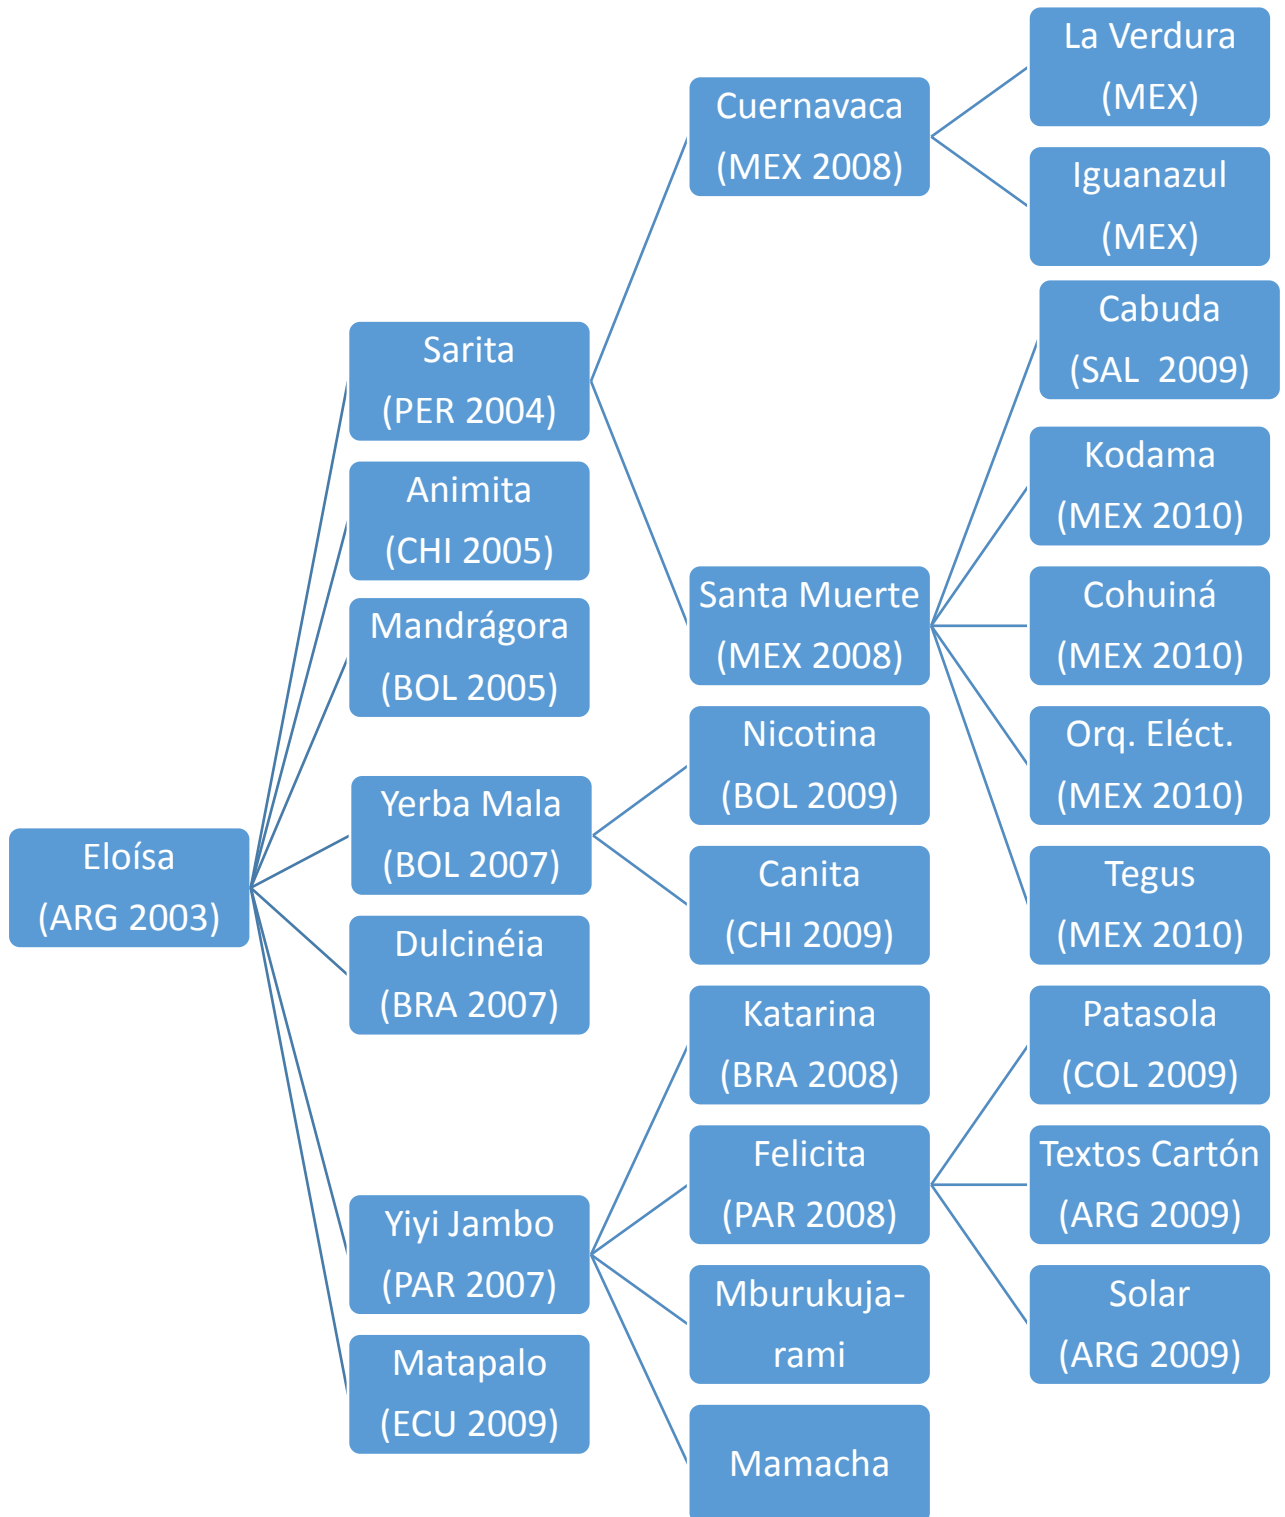 Eloísa
(ARG 2003)
Sarita
(PER 2004)
Animita
(CHI 2005)
Mandrágora
(BOL 2005)
Yerba Mala
(BOL 2007)
Dulcinéia
(BRA 2007)
Yiyi Jambo
(PAR 2007)
Matapalo
(ECU 2009)
Cuernavaca
(MEX 2008)
Santa Muerte
(MEX 2008)
Nicotina
(BOL 2009)
Canita
(CHI 2009)
Katarina
(BRA 2008)
Felicita
(PAR 2008)
Mburukuja-
rami
Mamacha
La Verdura
(MEX)
Iguanazul
(MEX)
Cabuda
(SAL  2009)
Kodama
(MEX 2010)
Cohuiná
(MEX 2010)
Orq. Eléct.
(MEX 2010)
Tegus
(MEX 2010)
Patasola
(COL 2009)
Textos Cartón
(ARG 2009)
Solar
(ARG 2009)